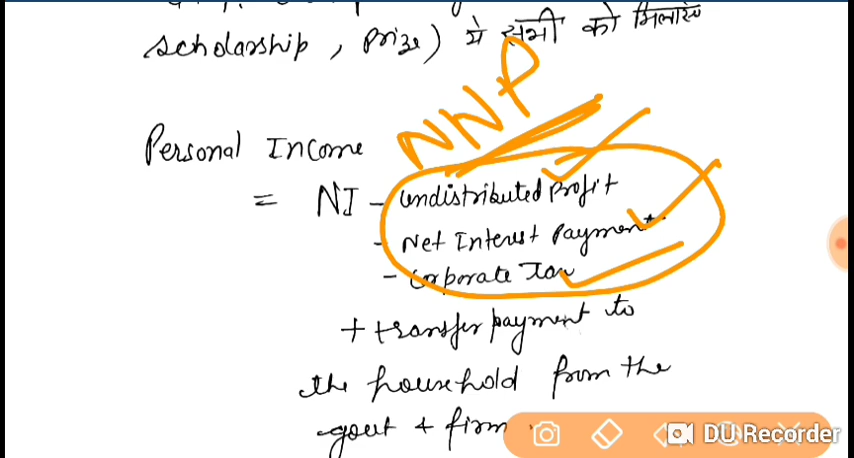 scholarship, prize) ये सभी को मिलाकर
NNP
Personal Income
= NI - undistributed profit
- Net Interest Payment
- Corporate Tax
+ transfer payment to
the household from the
govt + firm
DU Recorder